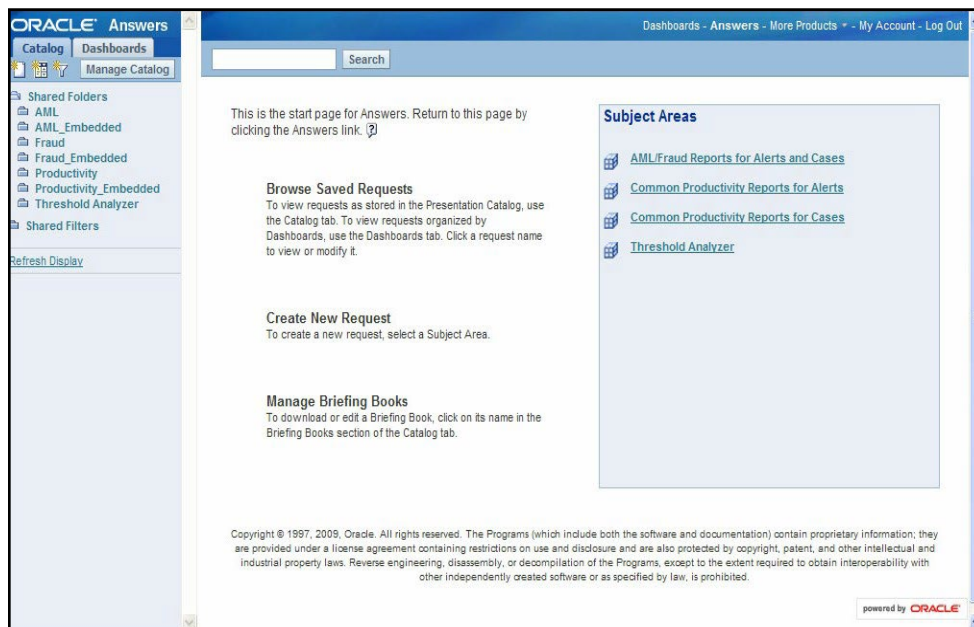 ORACLE Answers
Dashboards - Answers - More Products - My Account - Log Out
Catalog Dashboards
Manage Catalog
Search
Shared Folders
AML
AML_Embedded
Fraud
Fraud_Embedded
Productivity
Productivity_Embedded
Threshold Analyzer
Shared Filters
Refresh Display
This is the start page for Answers. Return to this page by
clicking the Answers link. ?
Browse Saved Requests
To view requests as stored in the Presentation Catalog, use
the Catalog tab. To view requests organized by
Dashboards, use the Dashboards tab. Click a request name
to view or modify it.
Create New Request
To create a new request, select a Subject Area.
Manage Briefing Books
To download or edit a Briefing Book, click on its name in the
Briefing Books section of the Catalog tab.
Subject Areas
AML/Fraud Reports for Alerts and Cases
Common Productivity Reports for Alerts
Common Productivity Reports for Cases
Threshold Analyzer
Copyright © 1997, 2009, Oracle. All rights reserved. The Programs (which include both the software and documentation) contain proprietary information; they
are provided under a license agreement containing restrictions on use and disclosure and are also protected by copyright, patent, and other intellectual and
industrial property laws. Reverse engineering, disassembly, or decompilation of the Programs, except to the extent required to obtain interoperability with
other independently created software or as specified by law, is prohibited.
powered by ORACLE